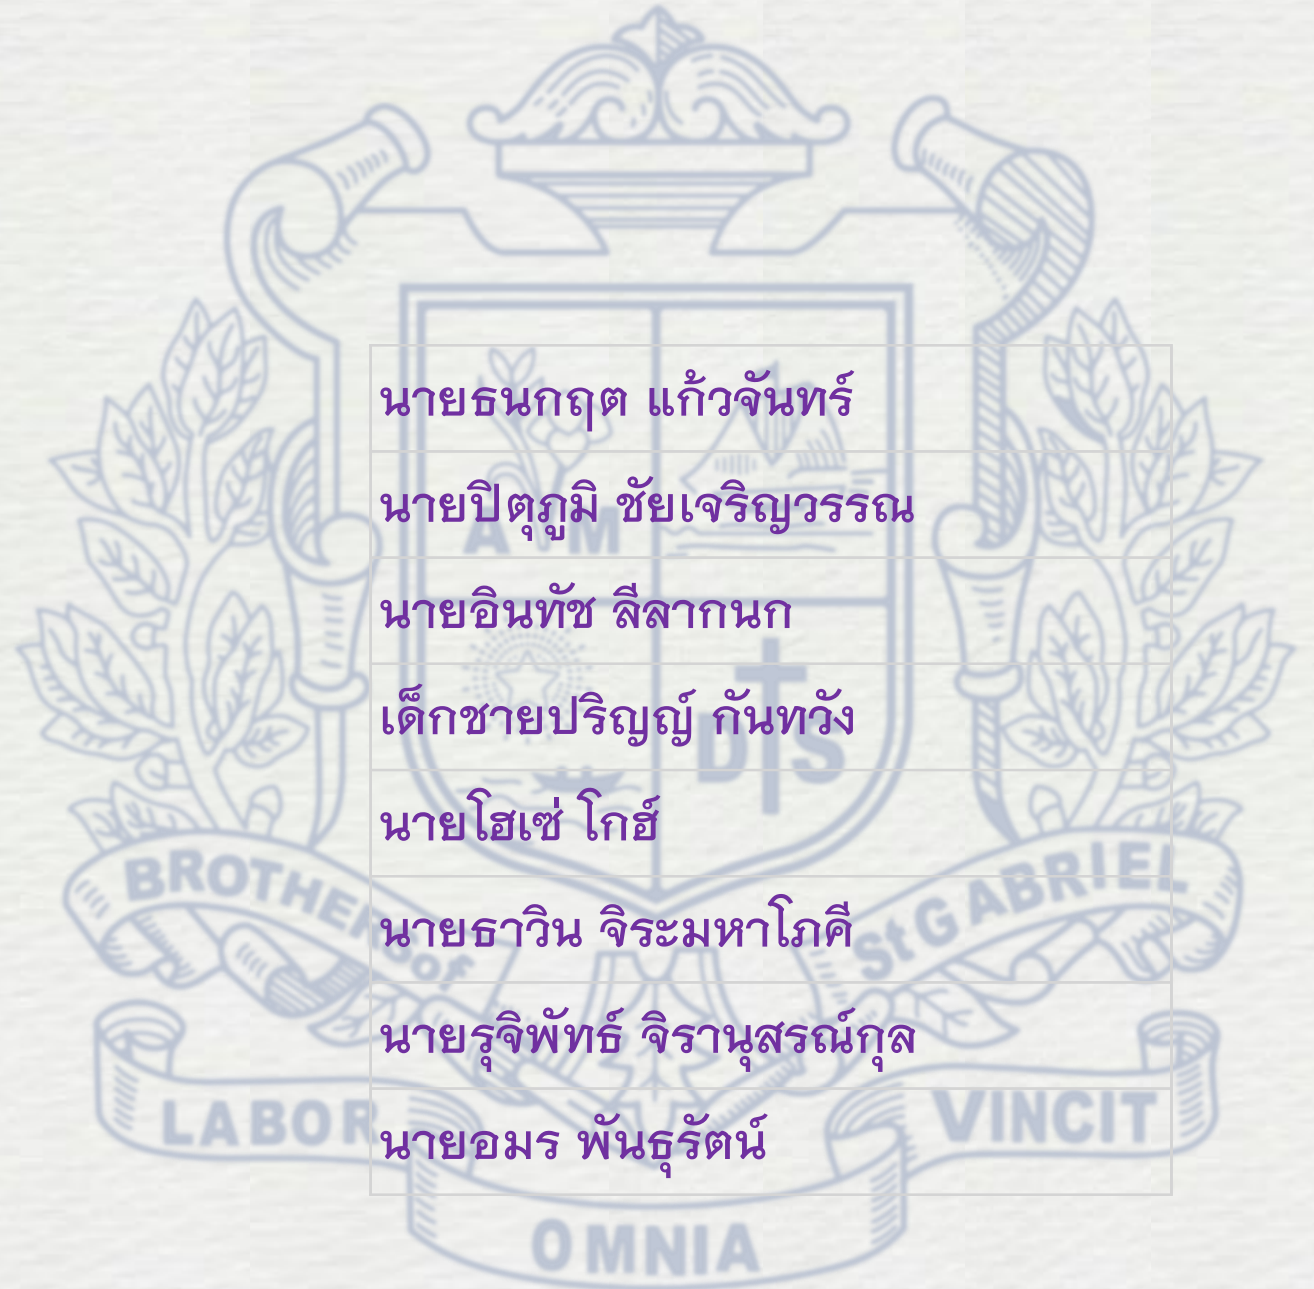 นายธนกฤต แก้วจันทร์
นายปิตุภูมิ ชัยเจริญวรรณ
A M
นายอินทัช ลีลากนก
เด็กชายปริญญ์ กันทวัง
D S
นายโฮเซ่ โกฮ์
BROTHERS of St GABRIEL
นายธาวิน จิระมหาโภคี
นายรุจิพัทธ์ จิรานุสรณ์กุล
LABOR VINCIT
นายอมร พันธุรัตน์
OMNIA